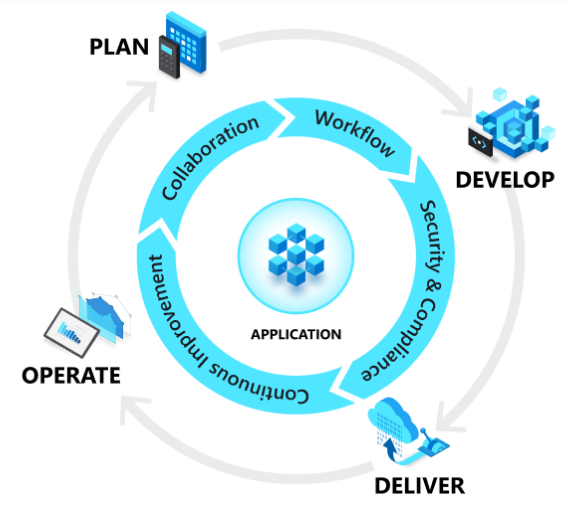 PLAN
DEVELOP
DELIVER
OPERATE
Collaboration
Workflow
Security & Compliance
Continuous Improvement
APPLICATION